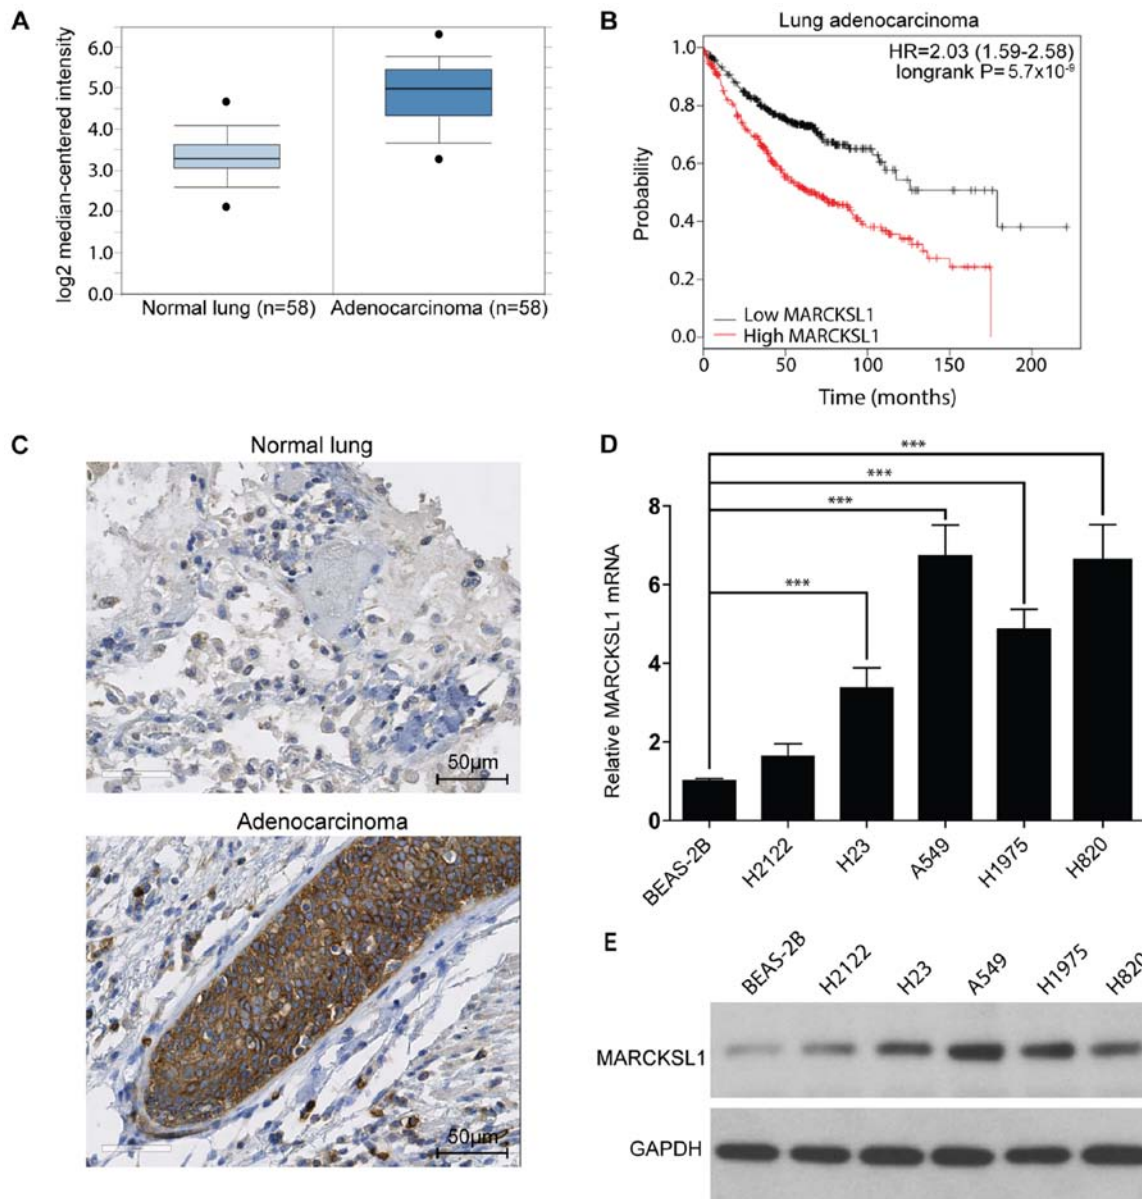 A
log2 median-centered intensity
6.0
5.0
4.0
3.0
2.0
1.0
0.0
Normal lung (n=58)
Adenocarcinoma (n=58)
B
Lung adenocarcinoma
HR=2.03 (1.59-2.58)
longrank P=5.7x10⁻⁹
Probability
1.0
0.8
0.6
0.4
0.2
0.0
Low MARCKSL1
High MARCKSL1
0 50 100 150 200
Time (months)
C
Normal lung
50μm
Adenocarcinoma
50μm
D
Relative MARCKSL1 mRNA
8
6
4
2
0
***
***
***
***
BEAS-2B H2122 H23 A549 H1975 H820
E
BEAS-2B H2122 H23 A549 H1975 H820
MARCKSL1
GAPDH